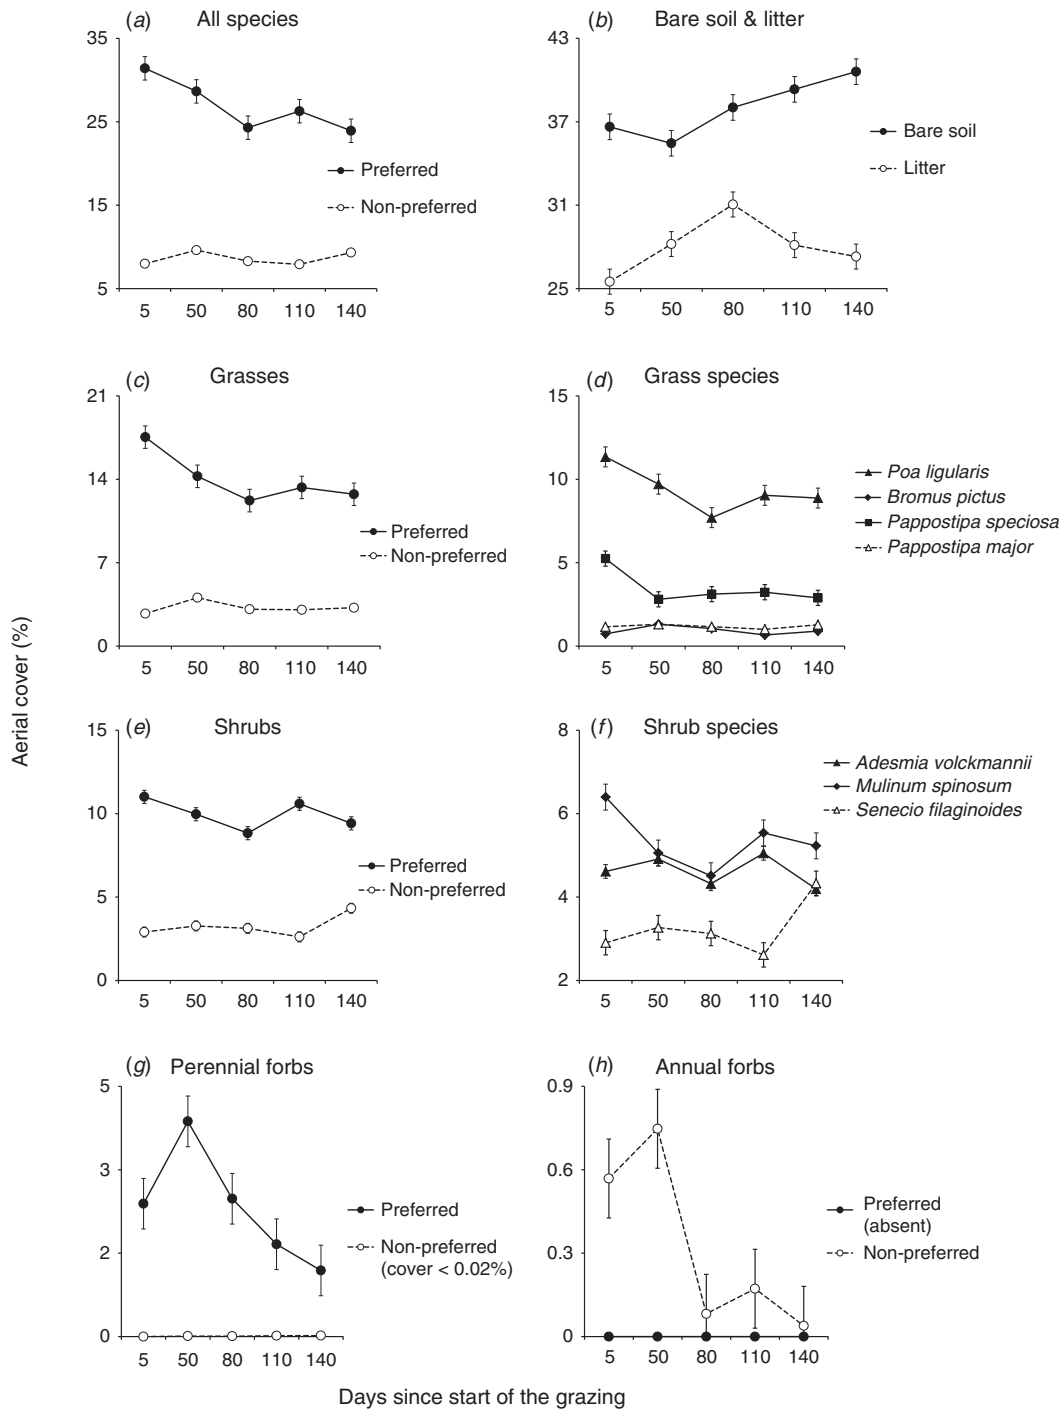 (a) All species
35
25
15
5
5 50 80 110 140
Preferred
Non-preferred
(b) Bare soil & litter
43
37
31
25
5 50 80 110 140
Bare soil
Litter
(c) Grasses
21
14
7
0
5 50 80 110 140
Preferred
Non-preferred
(d) Grass species
15
10
5
0
5 50 80 110 140
Poa ligularis
Bromus pictus
Pappostipa speciosa
Pappostipa major
Aerial cover (%)
(e) Shrubs
15
10
5
0
5 50 80 110 140
Preferred
Non-preferred
(f) Shrub species
8
6
4
2
5 50 80 110 140
Adesmia volckmannii
Mulinum spinosum
Senecio filaginoides
(g) Perennial forbs
5
3
2
0
5 50 80 110 140
Preferred
Non-preferred
(cover < 0.02%)
(h) Annual forbs
0.9
0.6
0.3
0
5 50 80 110 140
Preferred
(absent)
Non-preferred
Days since start of the grazing